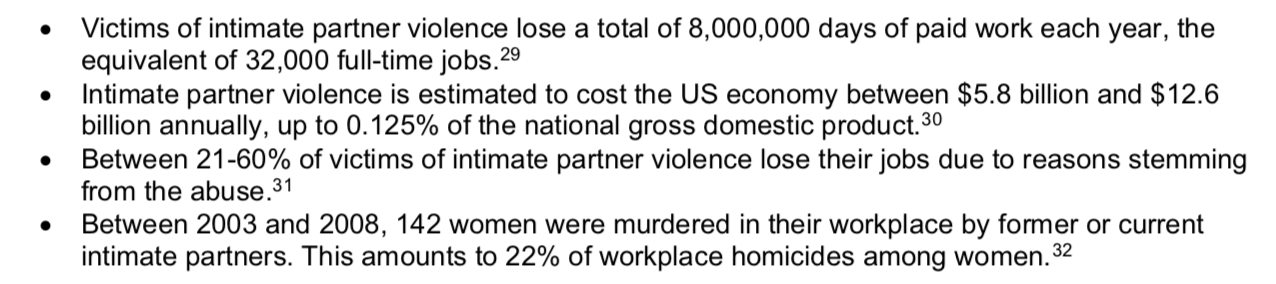 • Victims of intimate partner violence lose a total of 8,000,000 days of paid work each year, the
equivalent of 32,000 full-time jobs.29
• Intimate partner violence is estimated to cost the US economy between $5.8 billion and $12.6
billion annually, up to 0.125% of the national gross domestic product.30
• Between 21-60% of victims of intimate partner violence lose their jobs due to reasons stemming
from the abuse.31
• Between 2003 and 2008, 142 women were murdered in their workplace by former or current
intimate partners. This amounts to 22% of workplace homicides among women.32